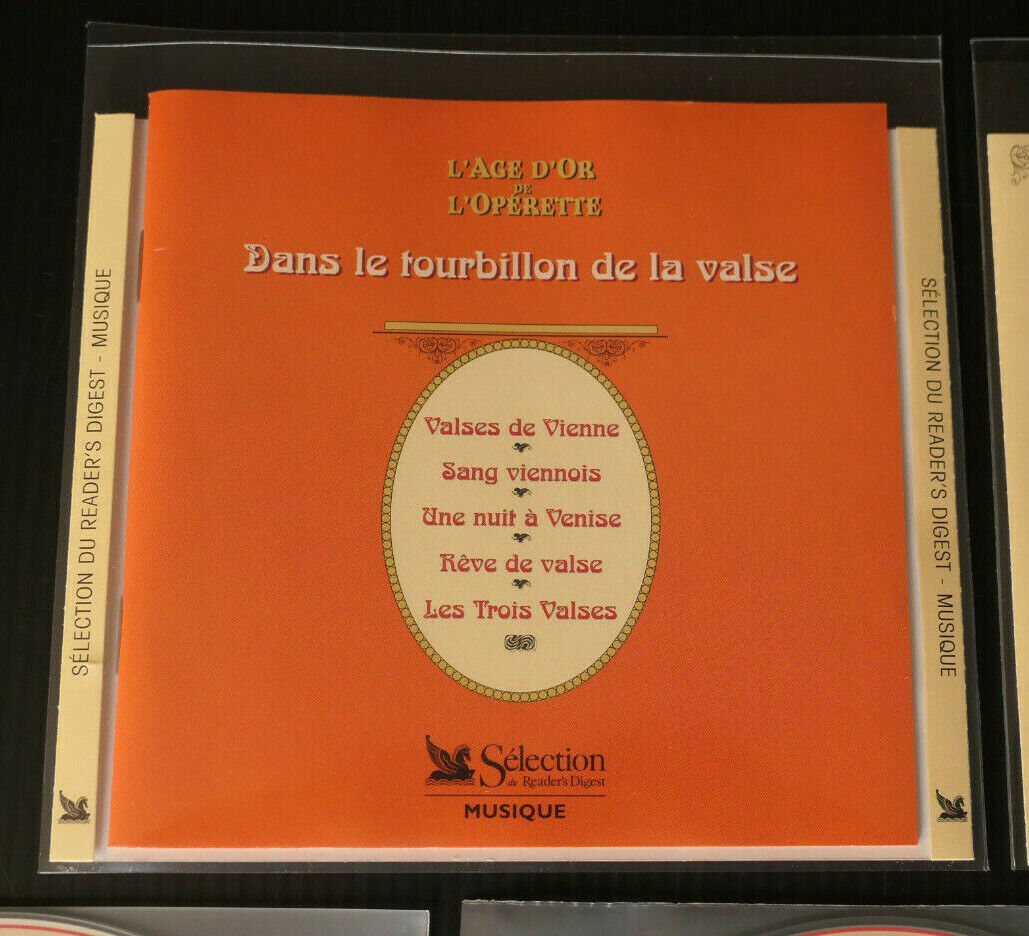 L'AGE D'OR
DE
L'OPÉRETTE
Dans le tourbillon de la valse
Valses de Vienne
Sang viennois
Une nuit à Venise
Rêve de valse
Les Trois Valses
Sélection
du Reader's Digest
MUSIQUE
SÉLECTION DU READER'S DIGEST - MUSIQUE
SÉLECTION DU READER'S DIGEST - MUSIQUE